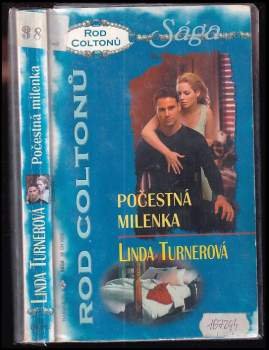 38
Počestná milenka
LINDA TURNEROVÁ
ROD COLTONŮ
ROD
COLTONŮ
Sága
POČESTNÁ
MILENKA
LINDA TURNEROVÁ